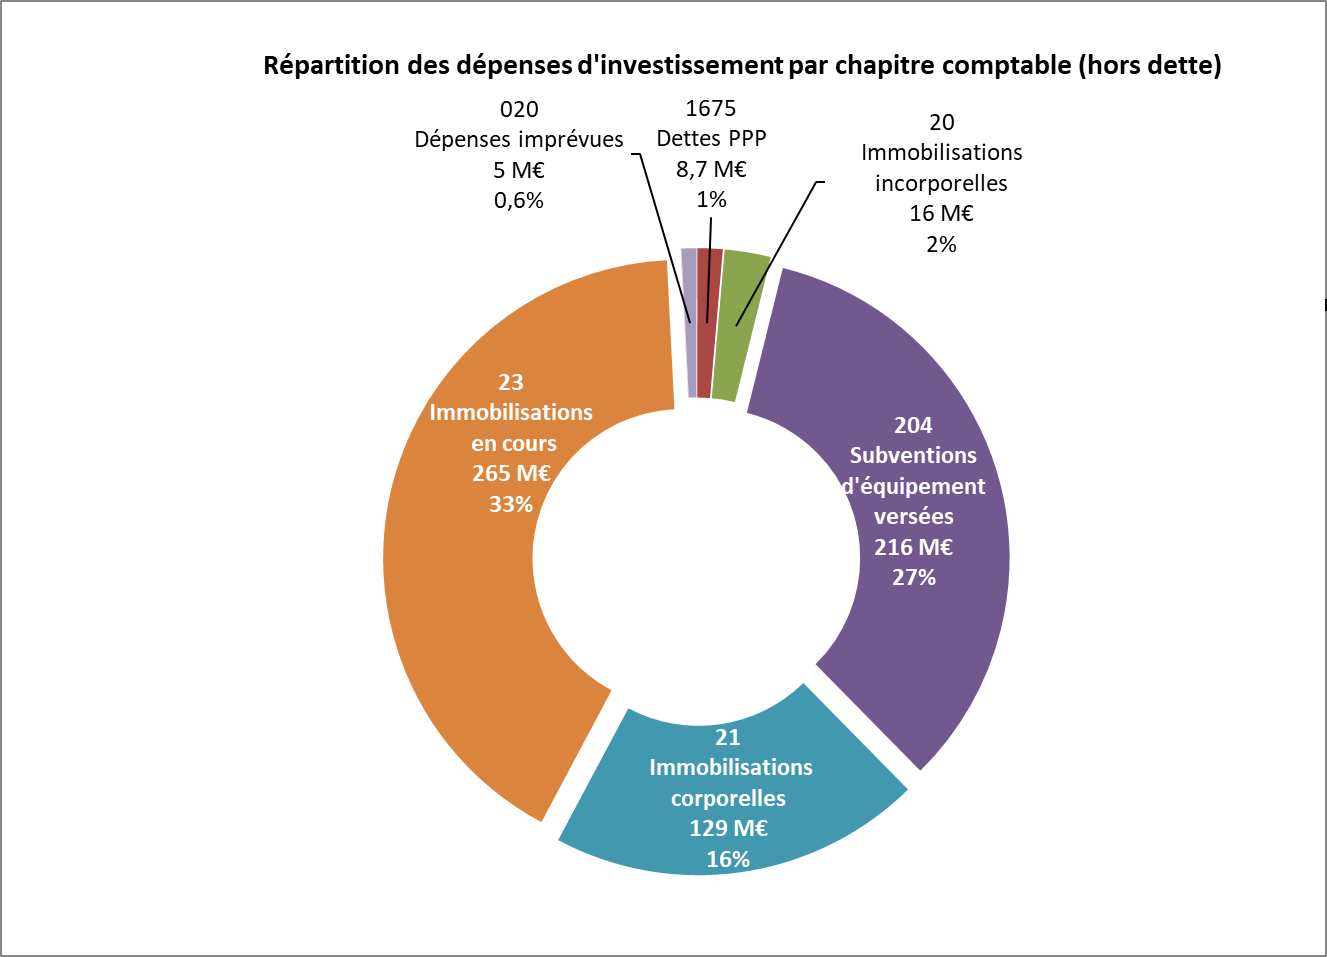 Répartition des dépenses d'investissement par chapitre comptable (hors dette)
020
Dépenses imprévues
5 M€
0,6%
1675
Dettes PPP
8,7 M€
1%
20
Immobilisations
incorporelles
16 M€
2%
23
Immobilisations
en cours
265 M€
33%
204
Subventions
d'équipement
versées
216 M€
27%
21
Immobilisations
corporelles
129 M€
16%